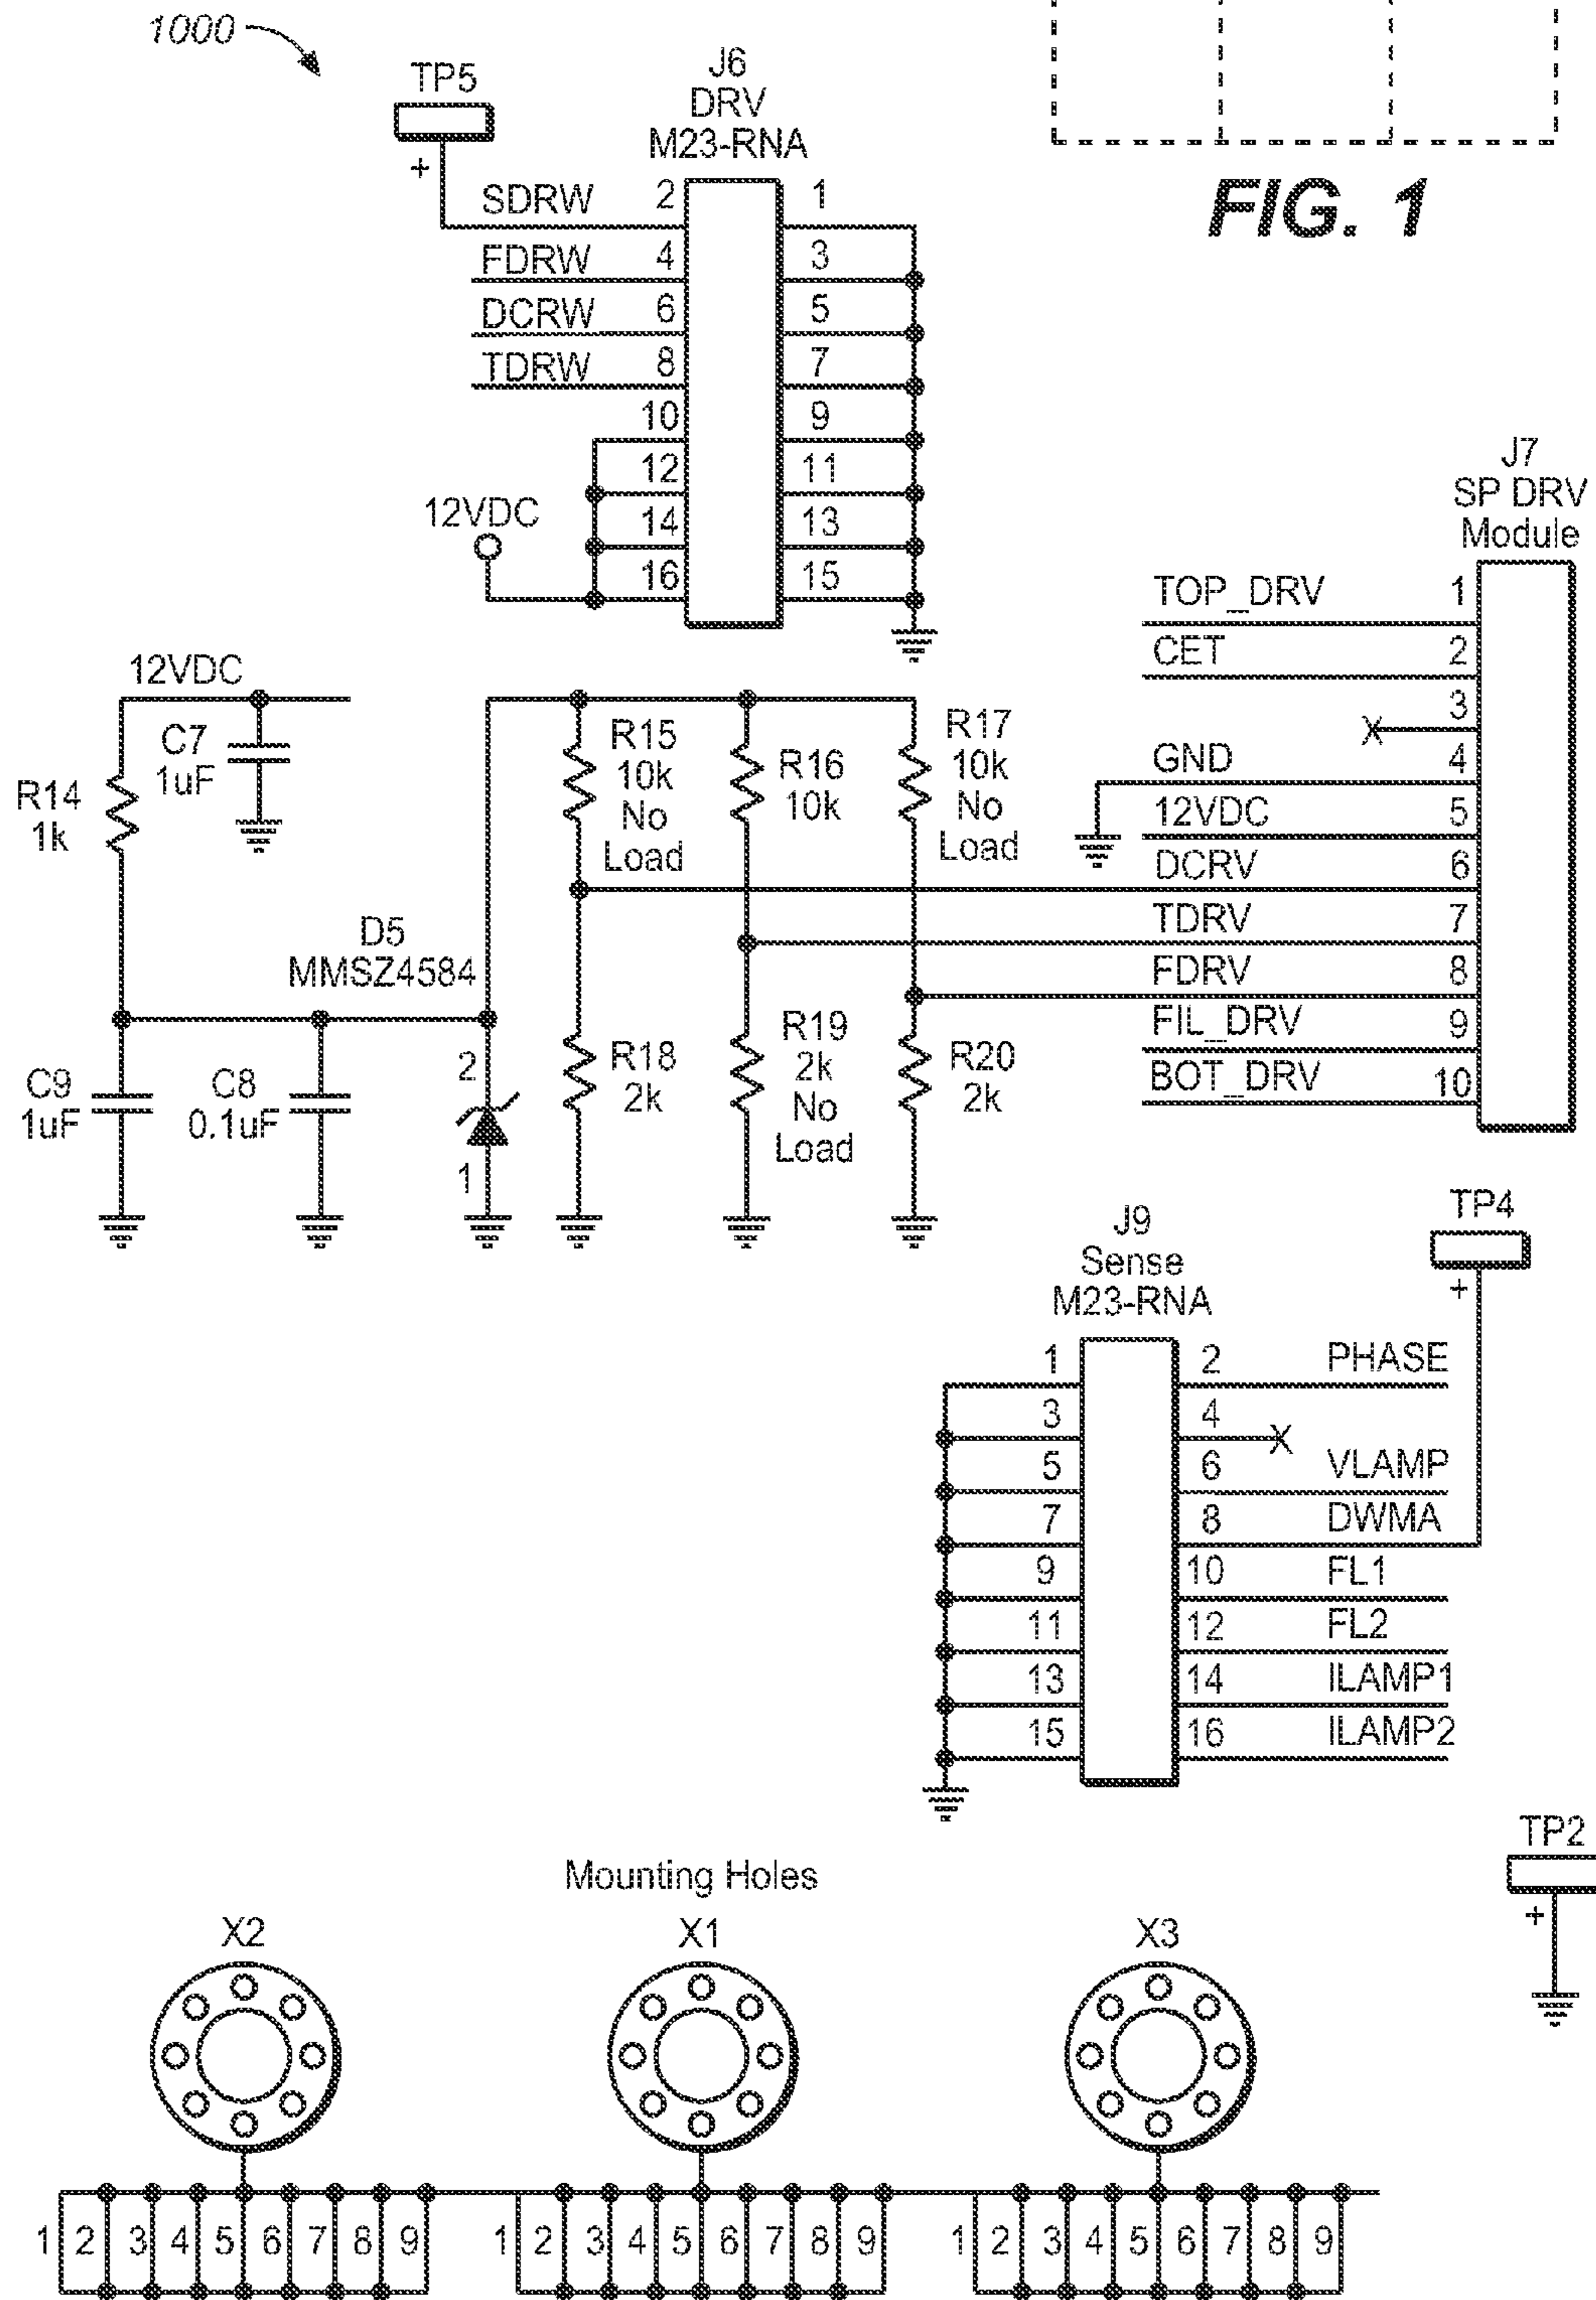 1000
TP5
+
J6
DRV
M23-RNA
FIG. 1
SDRW 2 1
FDRW 4 3
DCRW 6 5
TDRW 8 7
10 9
12 11
12VDC 14 13
16 15
J7
SP DRV
Module
TOP_DRV 1
CET 2
3
X
GND 4
12VDC 5
DCRV 6
TDRV 7
FDRV 8
FIL_DRV 9
BOT_DRV 10
12VDC
C7
1uF
R14
1k
R15
10k
No
Load
R16
10k
R17
10k
No
Load
D5
MMSZ4584
C9
1uF
C8
0.1uF
2
1
R18
2k
R19
2k
No
Load
R20
2k
TP4
+
J9
Sense
M23-RNA
1 2 PHASE
3 4 X
5 6 VLAMP
7 8 DWMA
9 10 FL1
11 12 FL2
13 14 ILAMP1
15 16 ILAMP2
TP2
+
Mounting Holes
X2 X1 X3
1 2 3 4 5 6 7 8 9 1 2 3 4 5 6 7 8 9 1 2 3 4 5 6 7 8 9